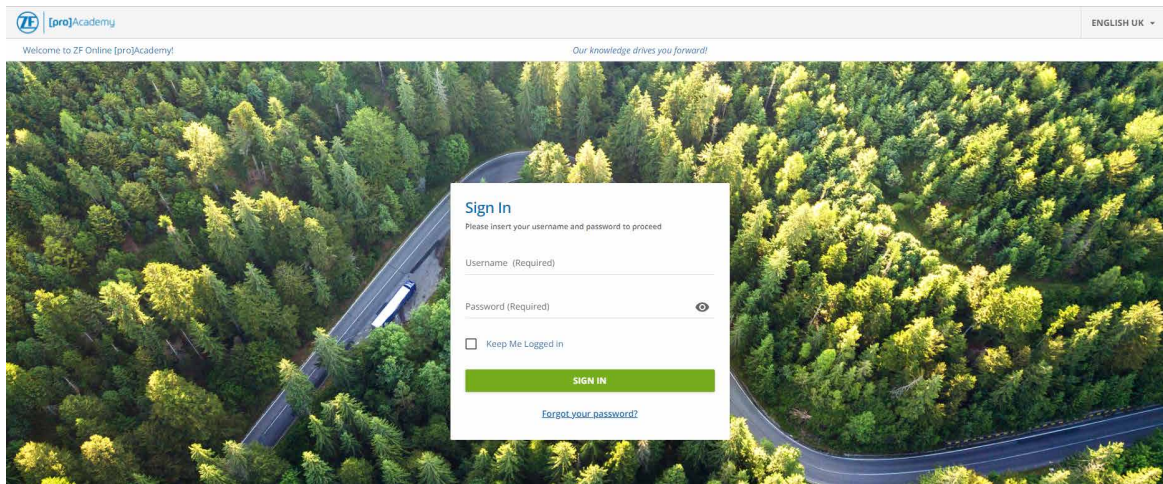 ZF [pro]Academy
ENGLISH UK
Welcome to ZF Online [pro]Academy!
Our knowledge drives you forward!
Sign In
Please insert your username and password to proceed
Username (Required)
Password (Required)
Keep Me Logged in
SIGN IN
Forgot your password?